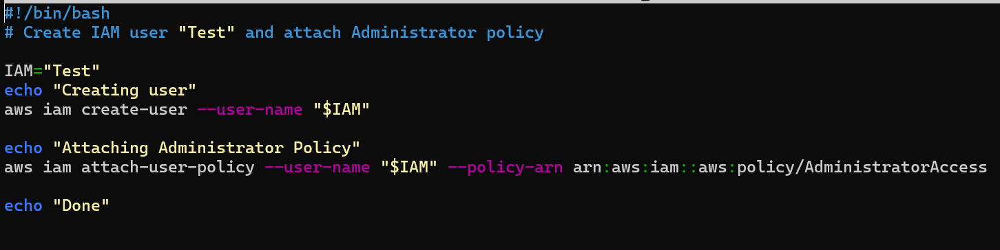 #!/bin/bash
# Create IAM user "Test" and attach Administrator policy
IAM="Test"
echo "Creating user"
aws iam create-user --user-name "$IAM"
echo "Attaching Administrator Policy"
aws iam attach-user-policy --user-name "$IAM" --policy-arn arn:aws:iam::aws:policy/AdministratorAccess
echo "Done"